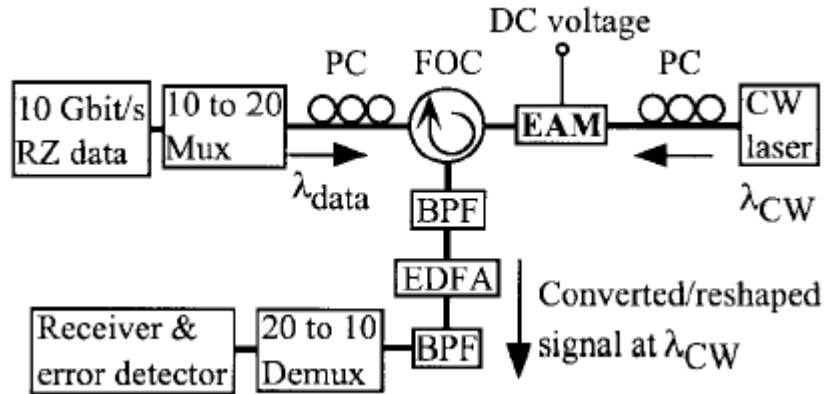 DC voltage
PC
FOC
PC
10 Gbit/s
RZ data
10 to 20
Mux
EAM
CW
laser
λdata
λCW
BPF
EDFA
Converted/reshaped
signal at λCW
Receiver &
error detector
20 to 10
Demux
BPF